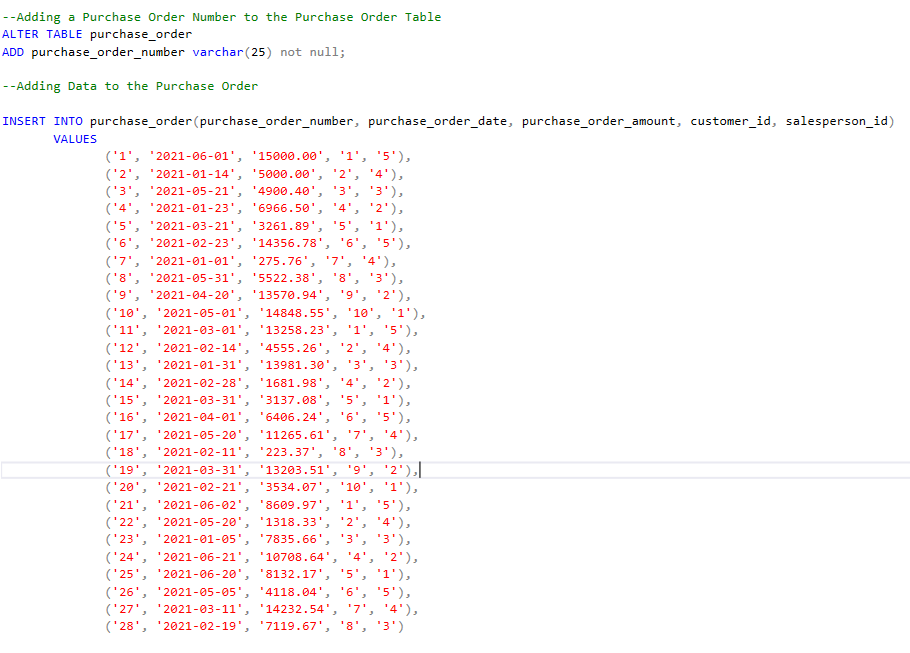 --Adding a Purchase Order Number to the Purchase Order Table
ALTER TABLE purchase_order
ADD purchase_order_number varchar(25) not null;
--Adding Data to the Purchase Order
INSERT INTO purchase_order(purchase_order_number, purchase_order_date, purchase_order_amount, customer_id, salesperson_id)
VALUES
('1', '2021-06-01', '15000.00', '1', '5'),
('2', '2021-01-14', '5000.00', '2', '4'),
('3', '2021-05-21', '4900.40', '3', '3'),
('4', '2021-01-23', '6966.50', '4', '2'),
('5', '2021-03-21', '3261.89', '5', '1'),
('6', '2021-02-23', '14356.78', '6', '5'),
('7', '2021-01-01', '275.76', '7', '4'),
('8', '2021-05-31', '5522.38', '8', '3'),
('9', '2021-04-20', '13570.94', '9', '2'),
('10', '2021-05-01', '14848.55', '10', '1'),
('11', '2021-03-01', '13258.23', '1', '5'),
('12', '2021-02-14', '4555.26', '2', '4'),
('13', '2021-01-31', '13981.30', '3', '3'),
('14', '2021-02-28', '1681.98', '4', '2'),
('15', '2021-03-31', '3137.08', '5', '1'),
('16', '2021-04-01', '6406.24', '6', '5'),
('17', '2021-05-20', '11265.61', '7', '4'),
('18', '2021-02-11', '223.37', '8', '3'),
('19', '2021-03-31', '13203.51', '9', '2'),
('20', '2021-02-21', '3534.07', '10', '1'),
('21', '2021-06-02', '8609.97', '1', '5'),
('22', '2021-05-20', '1318.33', '2', '4'),
('23', '2021-01-05', '7835.66', '3', '3'),
('24', '2021-06-21', '10708.64', '4', '2'),
('25', '2021-06-20', '8132.17', '5', '1'),
('26', '2021-05-05', '4118.04', '6', '5'),
('27', '2021-03-11', '14232.54', '7', '4'),
('28', '2021-02-19', '7119.67', '8', '3')